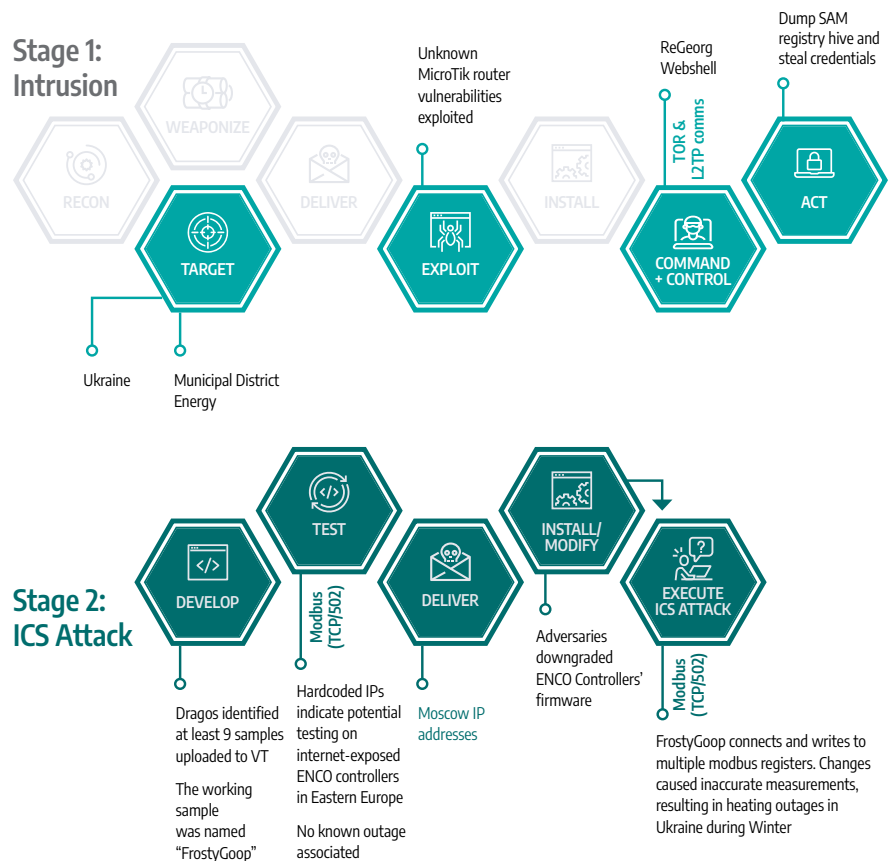 Stage 1:
Intrusion
RECON
WEAPONIZE
TARGET
DELIVER
EXPLOIT
INSTALL
COMMAND
+ CONTROL
ACT
Unknown
MicroTik router
vulnerabilities
exploited
ReGeorg
Webshell
TOR &
L2TP comms
Dump SAM
registry hive and
steal credentials
Ukraine
Municipal District
Energy
Stage 2:
ICS Attack
DEVELOP
TEST
DELIVER
INSTALL/
MODIFY
EXECUTE
ICS ATTACK
Dragos identified
at least 9 samples
uploaded to VT
The working
sample
was named
“FrostyGoop”
Modbus
(TCP/502)
Hardcoded IPs
indicate potential
testing on
internet-exposed
ENCO controllers
in Eastern Europe
No known outage
associated
Moscow IP
addresses
Adversaries
downgraded
ENCO Controllers’
firmware
Modbus
(TCP/502)
FrostyGoop connects and writes to
multiple modbus registers. Changes
caused inaccurate measurements,
resulting in heating outages in
Ukraine during Winter